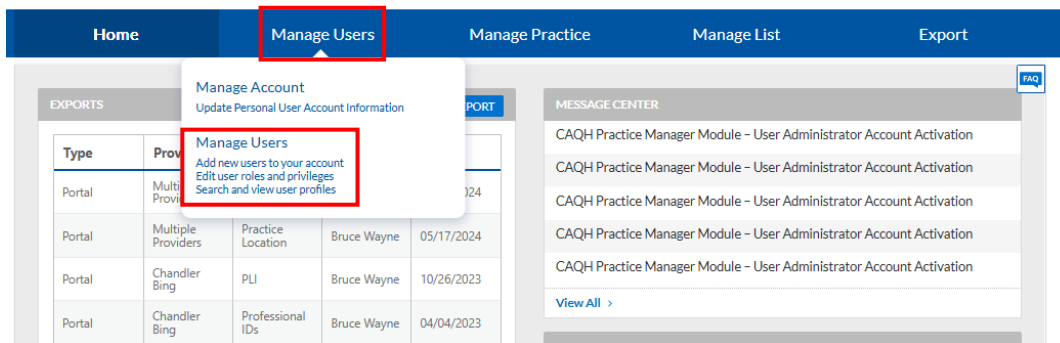 Home
Manage Users
Manage Practice
Manage List
Export
FAQ
Manage Account
Update Personal User Account Information
Manage Users
Add new users to your account
Edit user roles and privileges
Search and view user profiles
EXPORTS
PORT
Type
Prov
Portal
Multi
Provi
024
Portal
Multiple
Providers
Practice
Location
Bruce Wayne
05/17/2024
Portal
Chandler
Bing
PLI
Bruce Wayne
10/26/2023
Portal
Chandler
Bing
Professional
IDs
Bruce Wayne
04/04/2023
MESSAGE CENTER
CAQH Practice Manager Module – User Administrator Account Activation
CAQH Practice Manager Module – User Administrator Account Activation
CAQH Practice Manager Module – User Administrator Account Activation
CAQH Practice Manager Module – User Administrator Account Activation
CAQH Practice Manager Module – User Administrator Account Activation
View All >